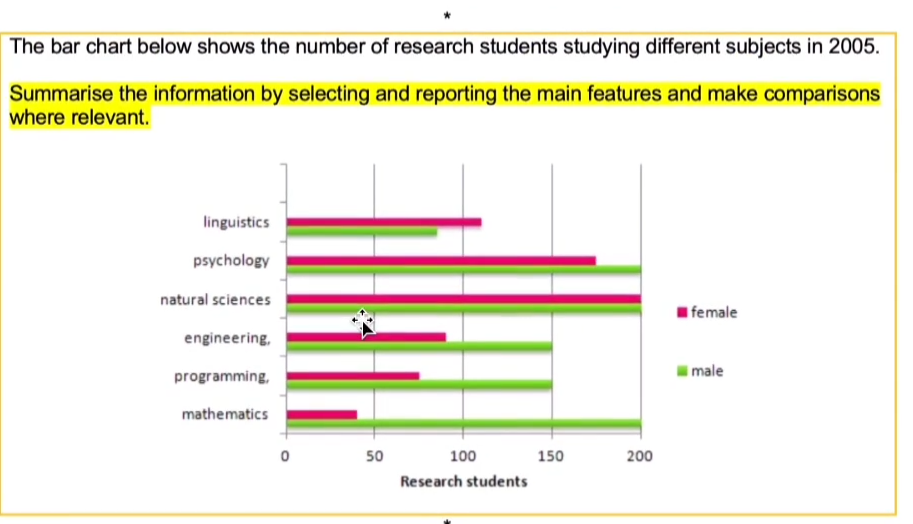 *
The bar chart below shows the number of research students studying different subjects in 2005.
Summarise the information by selecting and reporting the main features and make comparisons
where relevant.
linguistics
psychology
natural sciences
engineering,
programming,
mathematics
female
male
0 50 100 150 200
Research students
*